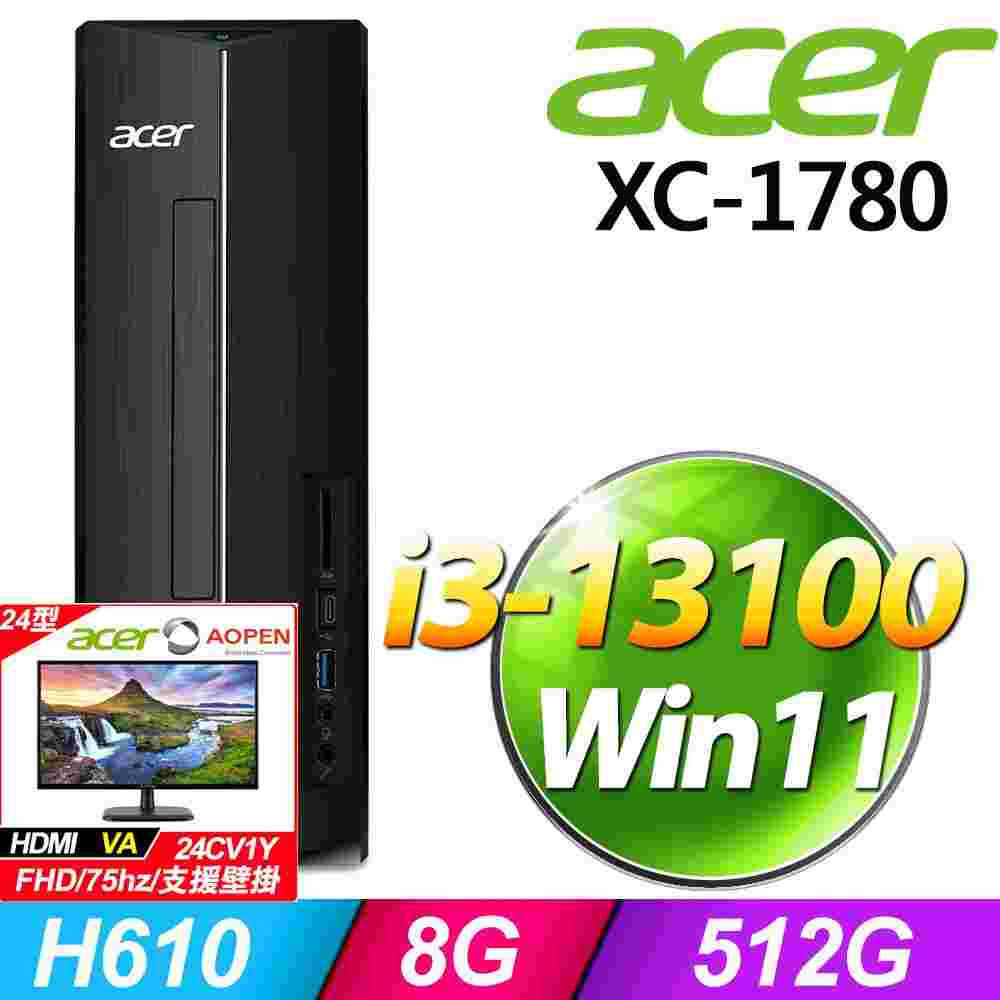 acer
XC-1780
acer
i3-13100
Win11
24型
acer AOPEN
HDMI VA 24CV1Y
FHD/75hz/支援壁掛
H610 8G 512G